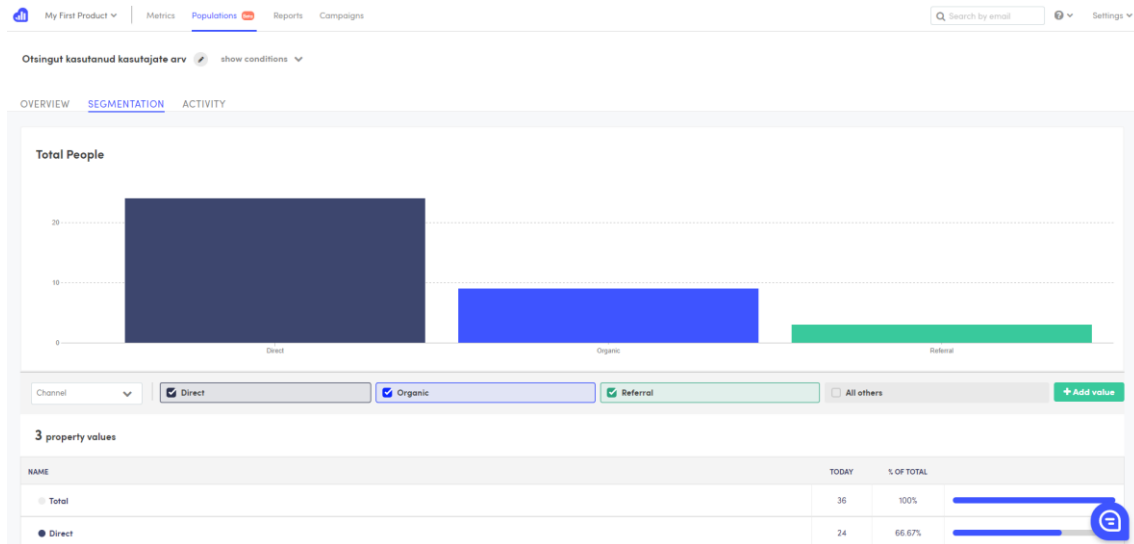 My First Product Metrics Populations Beta Reports Campaigns Search by email Settings
Otsingut kasutanud kasutajate arv show conditions
OVERVIEW SEGMENTATION ACTIVITY
Total People
20
10
0
Direct Organic Referral
Channel Direct Organic Referral All others + Add value
3 property values
NAME TODAY % OF TOTAL
Total 36 100%
Direct 24 66.67%